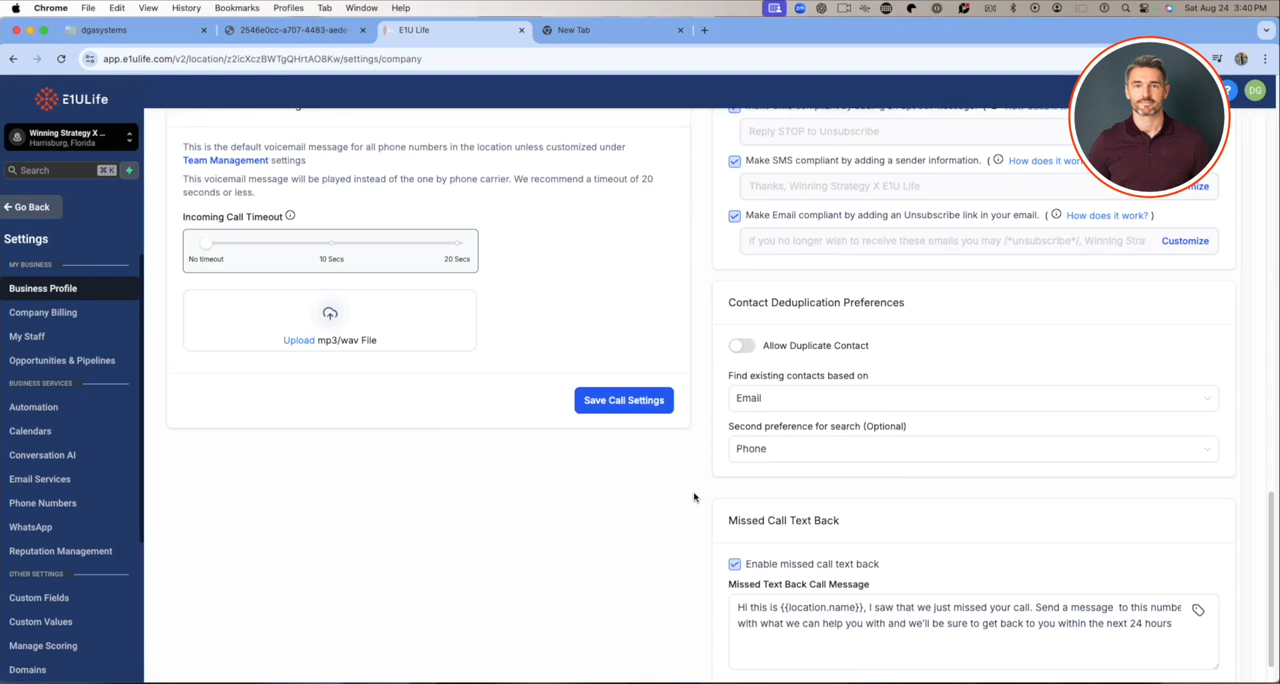 Chrome File Edit View History Bookmarks Profiles Tab Window Help
Sat Aug 24 3:40 PM
dgasystems
2546e0cc-a707-4483-aede-
E1U Life
New Tab
app.e1ulife.com/v2/location/z2icXczBWTgQHrtAO8Kw/settings/company
E1ULife
DG
Winning Strategy X ...
Harrisburg, Florida
Search
⌘ K
Go Back
Settings
MY BUSINESS
Business Profile
Company Billing
My Staff
Opportunities & Pipelines
BUSINESS SERVICES
Automation
Calendars
Conversation AI
Email Services
Phone Numbers
WhatsApp
Reputation Management
OTHER SETTINGS
Custom Fields
Custom Values
Manage Scoring
Domains
This is the default voicemail message for all phone numbers in the location unless customized under
Team Management settings
This voicemail message will be played instead of the one by phone carrier. We recommend a timeout of 20
seconds or less.
Incoming Call Timeout
No timeout
10 Secs
20 Secs
Upload mp3/wav File
Save Call Settings
Reply STOP to Unsubscribe
Make SMS compliant by adding a sender information. ( How does it
Thanks, Winning Strategy X E1U Life
Make Email compliant by adding an Unsubscribe link in your email. ( How does it work? )
If you no longer wish to receive these emails you may /*unsubscribe*/, Winning Stra
Customize
Contact Deduplication Preferences
Allow Duplicate Contact
Find existing contacts based on
Email
Second preference for search (Optional)
Phone
Missed Call Text Back
Enable missed call text back
Missed Text Back Call Message
Hi this is {{location.name}}, I saw that we just missed your call. Send a message to this numbe
with what we can help you with and we'll be sure to get back to you within the next 24 hours